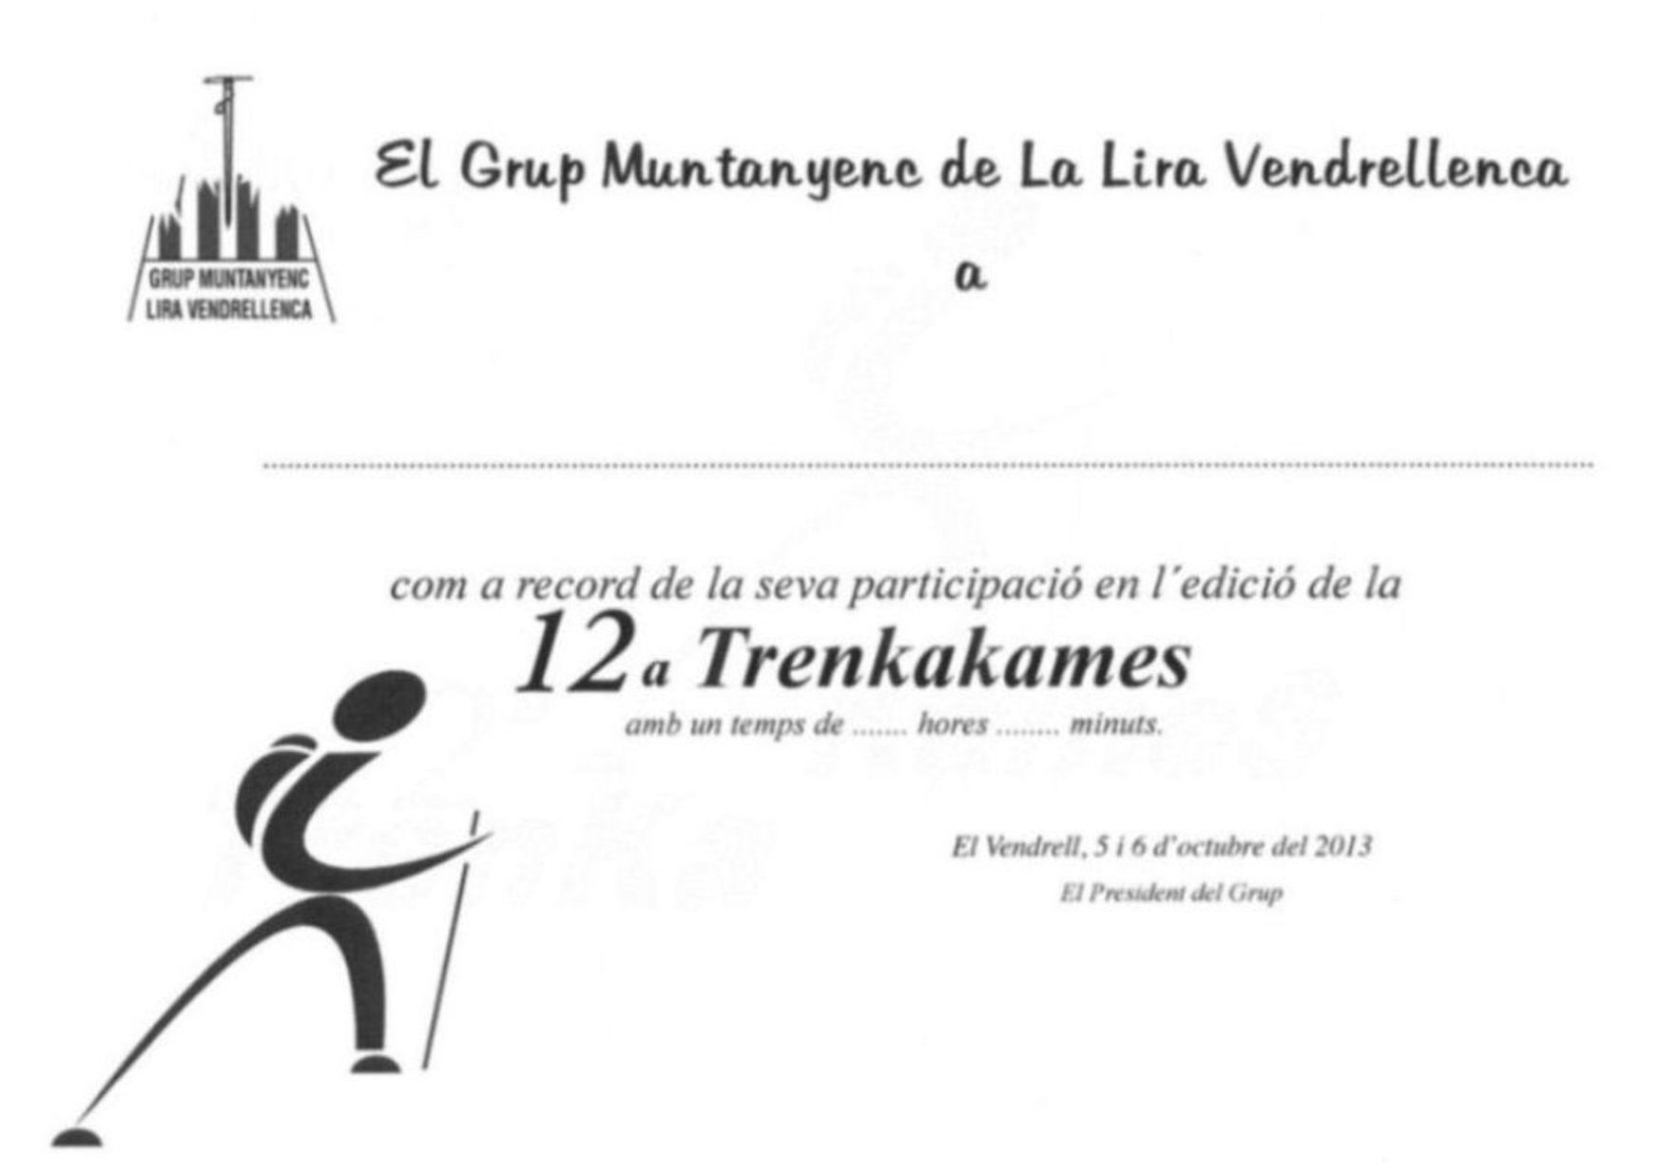 El Grup Muntanyenc de La Lira Vendrellenca
a
GRUP MUNTANYENC
LIRA VENDRELLENCA
com a record de la seva participació en l´edició de la
12a Trenkakames
amb un temps de ....... hores ........ minuts.
El Vendrell, 5 i 6 d'octubre del 2013
El President del Grup